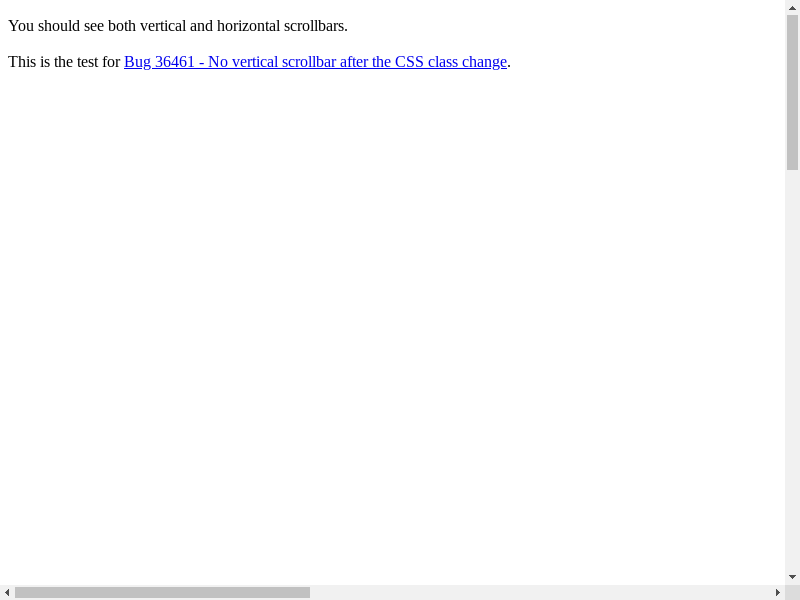 You should see both vertical and horizontal scrollbars.
This is the test for Bug 36461 - No vertical scrollbar after the CSS class change.